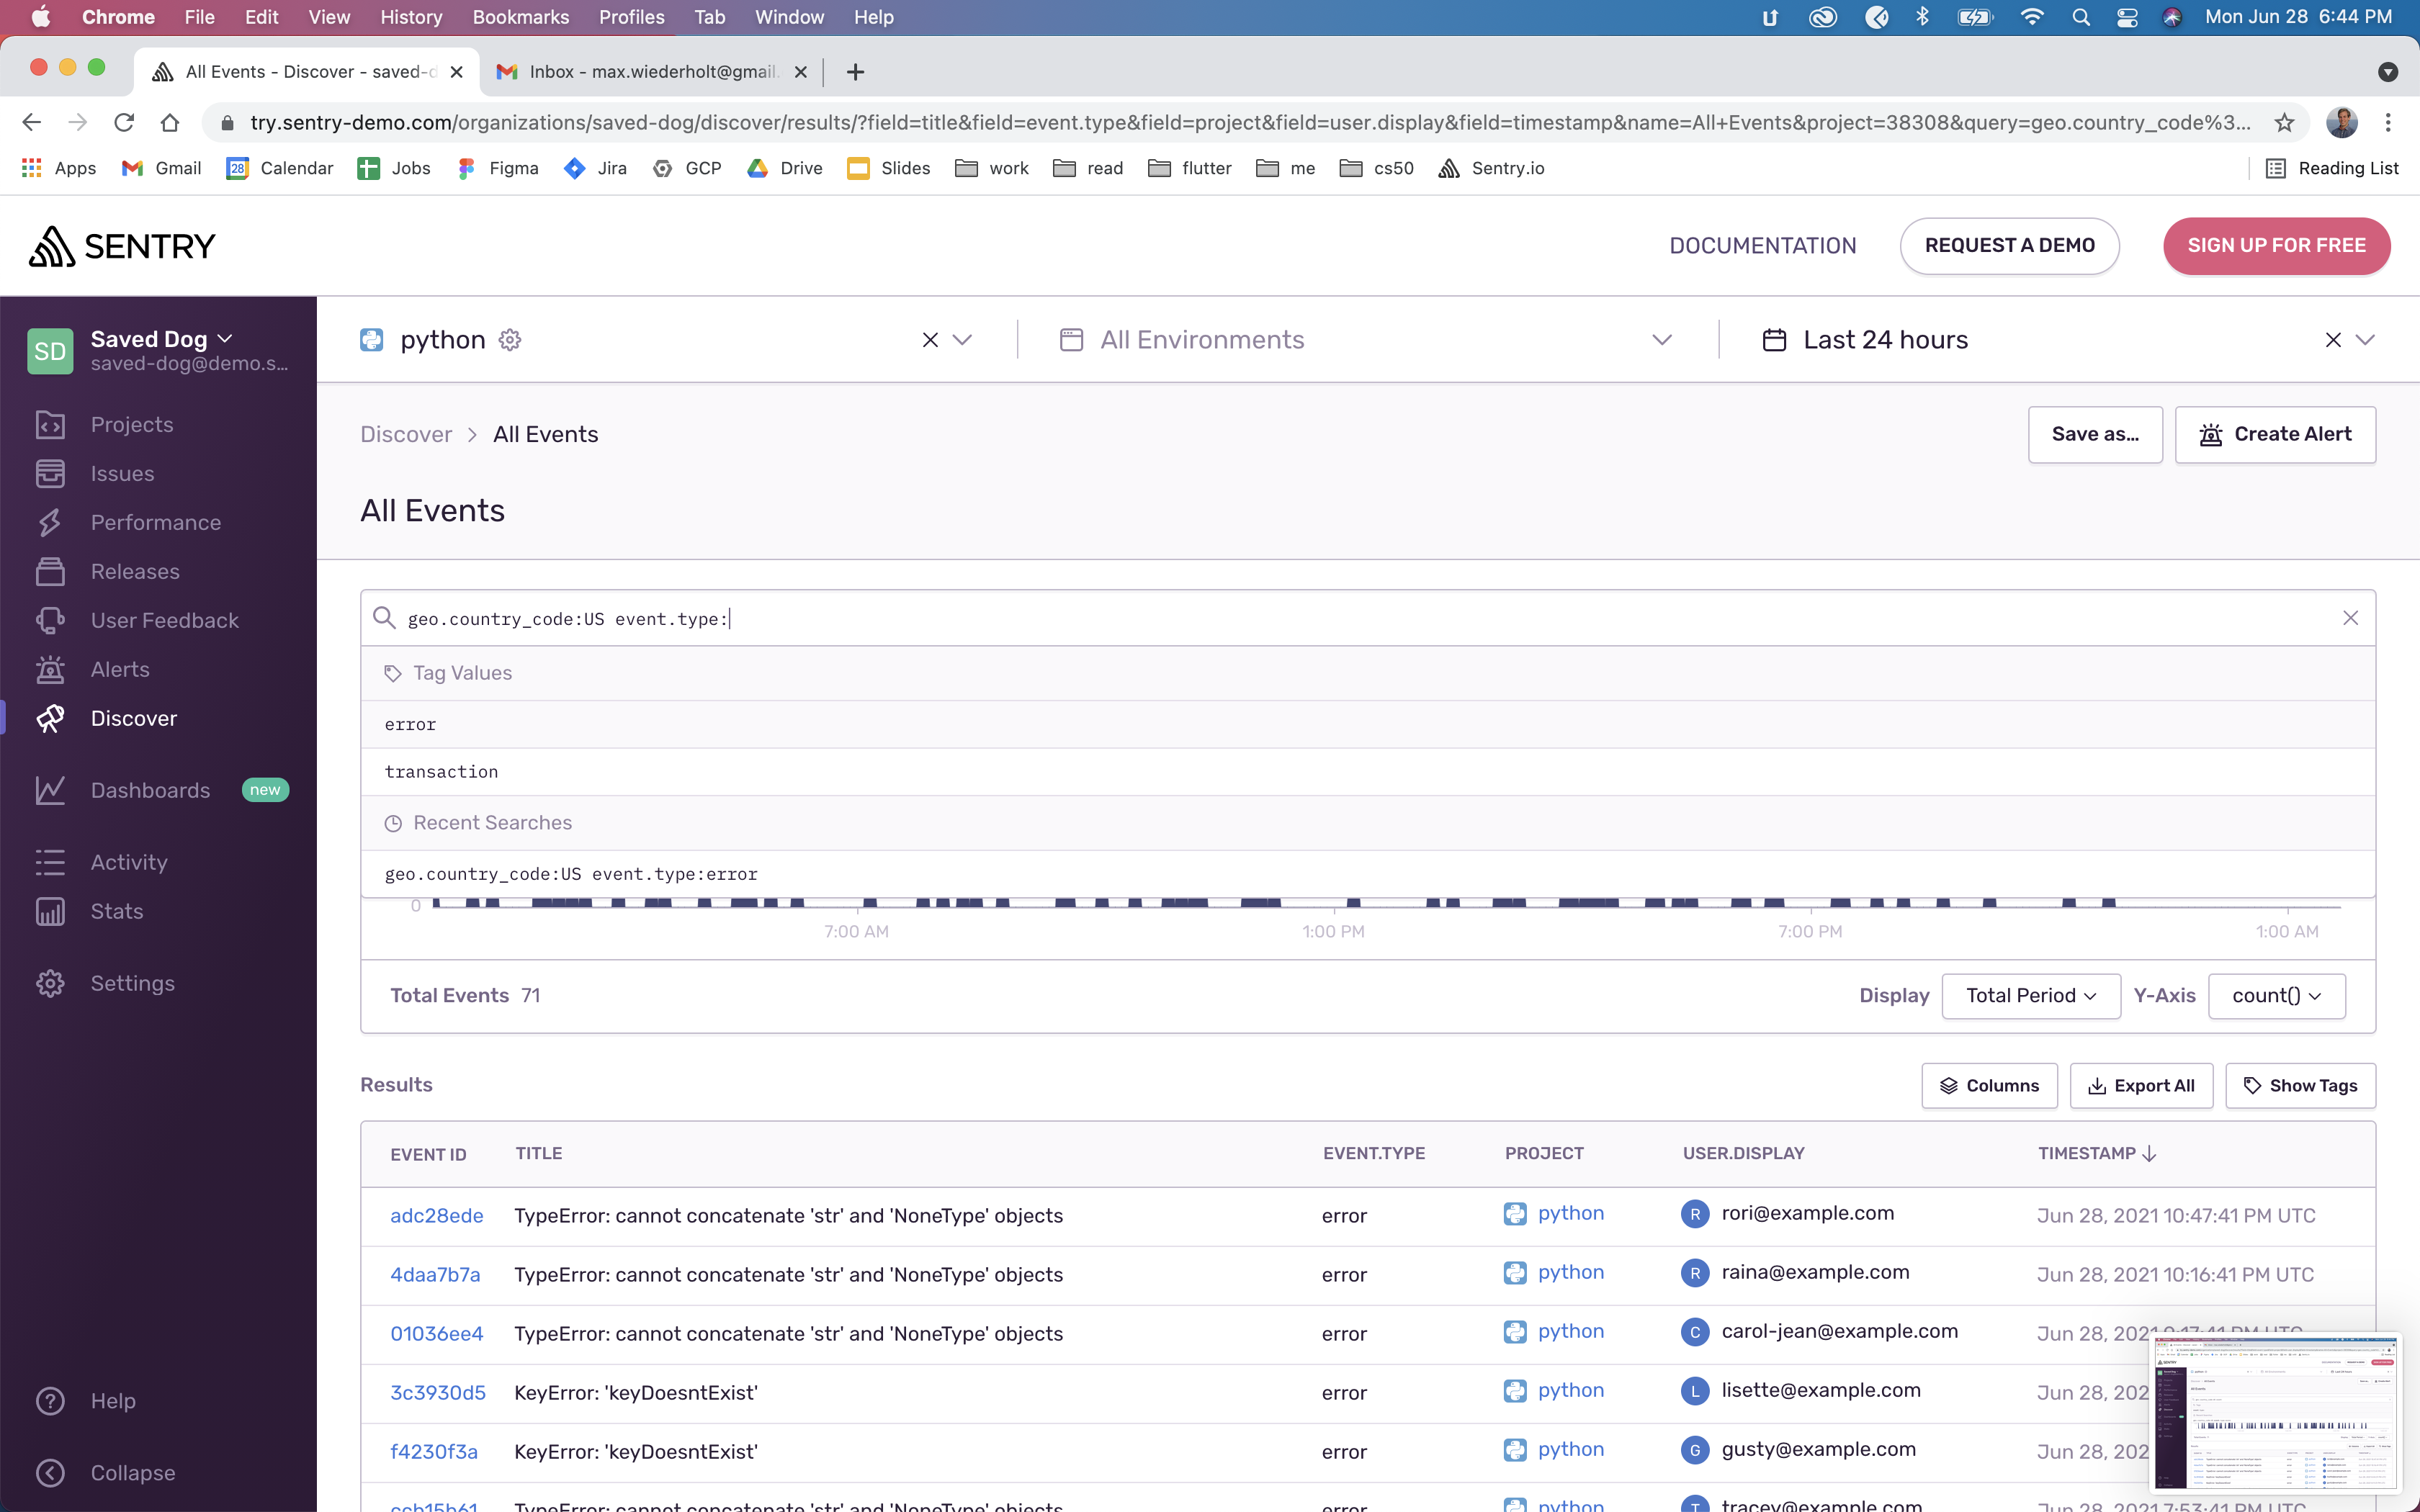 Chrome File Edit View History Bookmarks Profiles Tab Window Help Mon Jun 28 6:44 PM
All Events - Discover - saved-d Inbox - max.wiederholt@gmail.
try.sentry-demo.com/organizations/saved-dog/discover/results/?field=title&field=event.type&field=project&field=user.display&field=timestamp&name=All+Events&project=38308&query=geo.country_code%3...
Apps Gmail 28 Calendar Jobs Figma Jira GCP Drive Slides work read flutter me cs50 Sentry.io Reading List
SENTRY DOCUMENTATION REQUEST A DEMO SIGN UP FOR FREE
SD Saved Dog
saved-dog@demo.s...
python All Environments Last 24 hours
Projects
Issues
Performance
Releases
User Feedback
Alerts
Discover
Dashboards new
Activity
Stats
Settings
Help
Collapse
Discover > All Events Save as... Create Alert
All Events
geo.country_code:US event.type:
Tag Values
error
transaction
Recent Searches
geo.country_code:US event.type:error
0
7:00 AM 1:00 PM 7:00 PM 1:00 AM
Total Events 71 Display Total Period Y-Axis count()
Results Columns Export All Show Tags
EVENT ID TITLE EVENT.TYPE PROJECT USER.DISPLAY TIMESTAMP
adc28ede TypeError: cannot concatenate 'str' and 'NoneType' objects error python R rori@example.com Jun 28, 2021 10:47:41 PM UTC
4daa7b7a TypeError: cannot concatenate 'str' and 'NoneType' objects error python R raina@example.com Jun 28, 2021 10:16:41 PM UTC
01036ee4 TypeError: cannot concatenate 'str' and 'NoneType' objects error python C carol-jean@example.com Jun 28, 2021 9:17:41 PM UTC
3c3930d5 KeyError: 'keyDoesntExist' error python L lisette@example.com Jun 28, 202
f4230f3a KeyError: 'keyDoesntExist' error python G gusty@example.com Jun 28, 202
ccb15b61 TypeError: cannot concatenate 'str' and 'NoneType' objects error python T tracey@example.com Jun 28, 2021 7:53:41 PM UTC